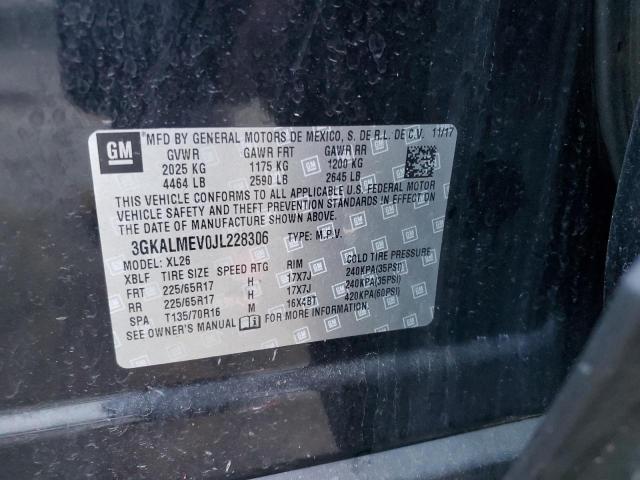 GM
MFD BY GENERAL MOTORS DE MEXICO, S. DE R.L. DE C.V. 11/17
GVWR GAWR FRT GAWR RR
2025 KG 1175 KG 1200 KG
4464 LB 2590 LB 2645 LB
THIS VEHICLE CONFORMS TO ALL APPLICABLE U.S. FEDERAL MOTOR
VEHICLE SAFETY AND THEFT PREVENTION STANDARDS IN EFFECT ON
THE DATE OF MANUFACTURE SHOWN ABOVE.
3GKALMEV0JL228306 TYPE: M.P.V.
MODEL: XL26
XBLF TIRE SIZE SPEED RTG RIM COLD TIRE PRESSURE
FRT 225/65R17 H 17X7J 240KPA(35PSI)
RR 225/65R17 H 17X7J 240KPA(35PSI)
SPA T135/70R16 M 16X4BT 420KPA(60PSI)
SEE OWNER'S MANUAL FOR MORE INFORMATION.